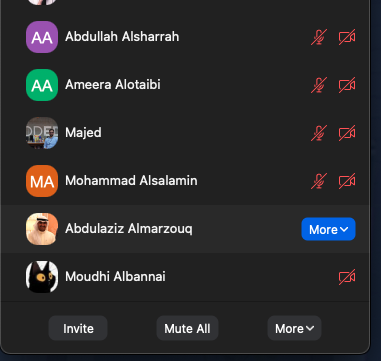 AA Abdullah Alsharrah
AA Ameera Alotaibi
Majed
MA Mohammad Alsalamin
Abdulaziz Almarzouq More
Moudhi Albannai
Invite Mute All More